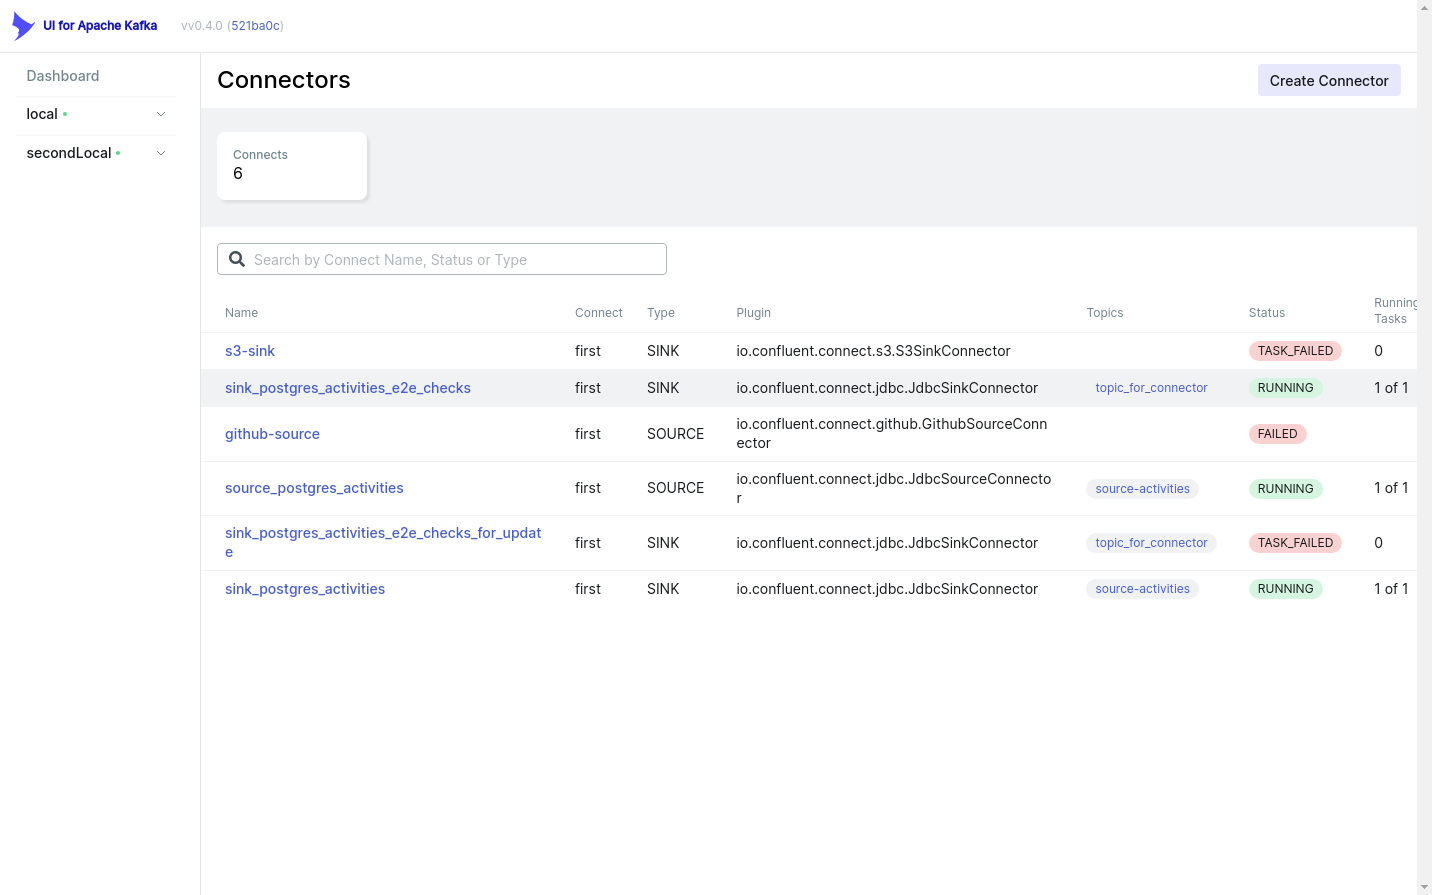 UI for Apache Kafka
vv0.4.0 (521ba0c)
Dashboard
local
secondLocal
Connectors
Create Connector
Connects
6
Search by Connect Name, Status or Type
Name Connect Type Plugin Topics Status Running
Tasks
s3-sink first SINK io.confluent.connect.s3.S3SinkConnector TASK_FAILED 0
sink_postgres_activities_e2e_checks first SINK io.confluent.connect.jdbc.JdbcSinkConnector topic_for_connector RUNNING 1 of 1
github-source first SOURCE io.confluent.connect.github.GithubSourceConn
ector FAILED
source_postgres_activities first SOURCE io.confluent.connect.jdbc.JdbcSourceConnecto
r source-activities RUNNING 1 of 1
sink_postgres_activities_e2e_checks_for_updat
e first SINK io.confluent.connect.jdbc.JdbcSinkConnector topic_for_connector TASK_FAILED 0
sink_postgres_activities first SINK io.confluent.connect.jdbc.JdbcSinkConnector source-activities RUNNING 1 of 1